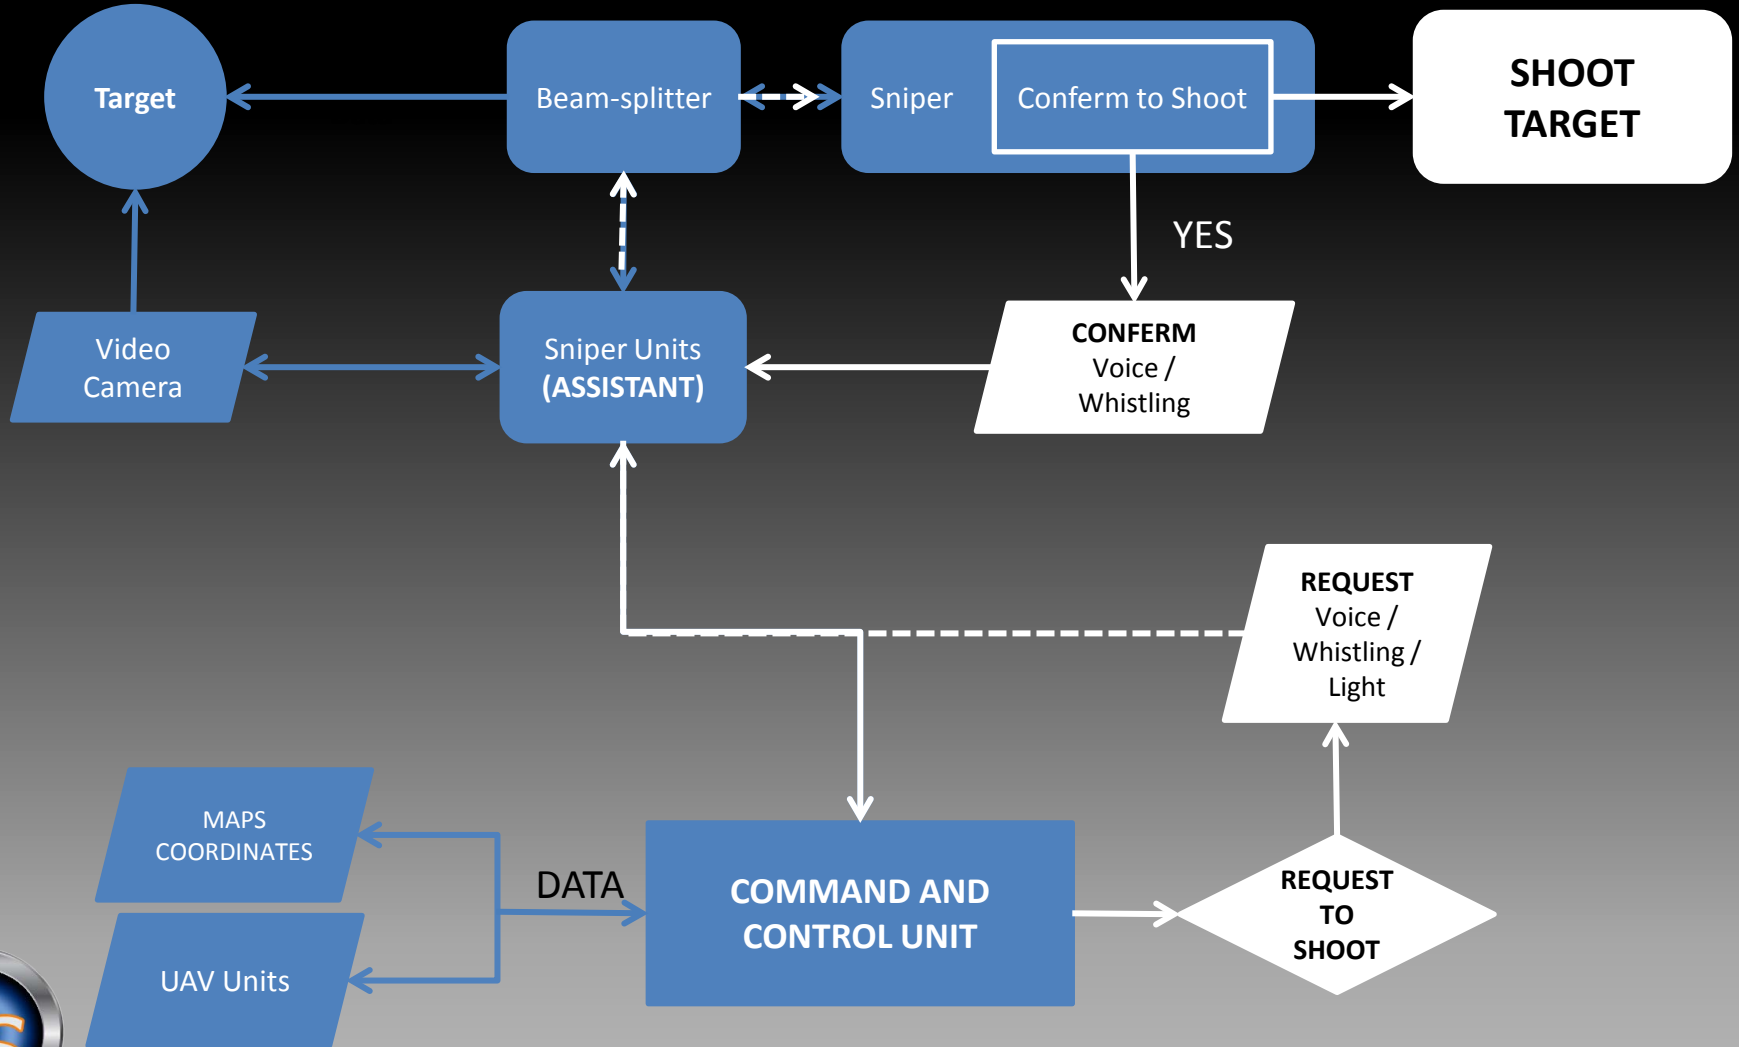 Target
Beam-splitter
Sniper
Conferm to Shoot
SHOOT
TARGET
YES
Video
Camera
Sniper Units
(ASSISTANT)
CONFERM
Voice /
Whistling
REQUEST
Voice /
Whistling /
Light
MAPS
COORDINATES
DATA
COMMAND AND
CONTROL UNIT
REQUEST
TO
SHOOT
UAV Units